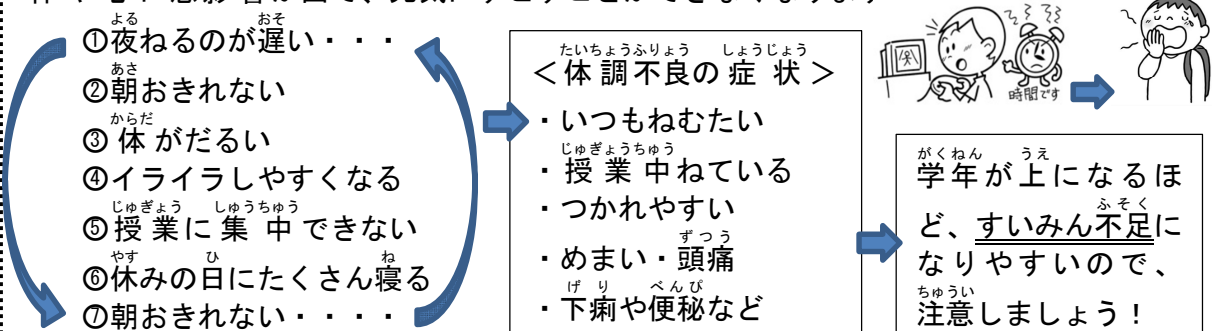 ①夜ねるのが遅い・・・
②朝おきれない
③体がだるい
④イライラしやすくなる
⑤授業に集中できない
⑥休みの日にたくさん寝る
⑦朝おきれない・・・・
＜体調不良の症状＞
・いつもねむたい
・授業中ねている
・つかれやすい
・めまい・頭痛
・下痢や便秘など
時間です
学年が上になるほ
ど、すいみん不足に
なりやすいので、
注意しましょう！